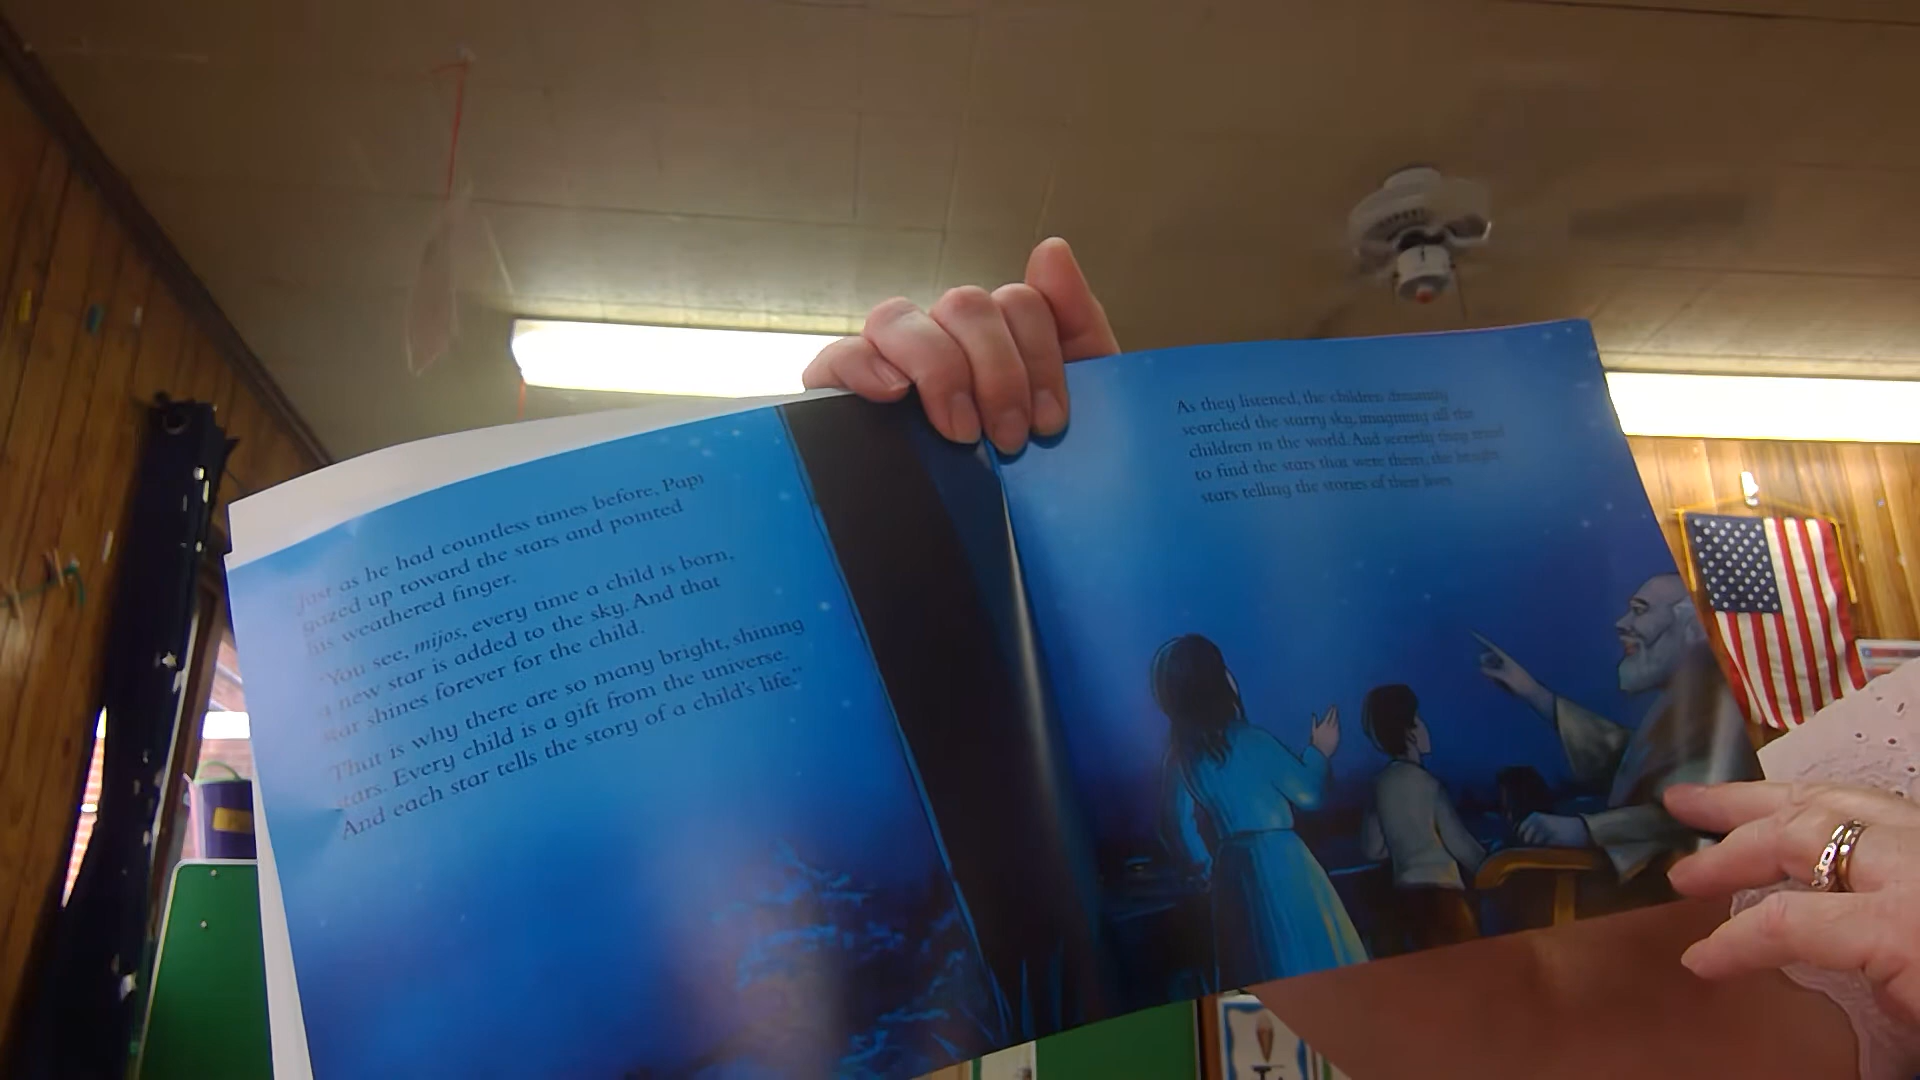 Just as he had countless times before, Papi
gazed up toward the stars and pointed
his weathered finger.
"You see, mijos, every time a child is born,
a new star is added to the sky. And that
star shines forever for the child.
That is why there are so many bright, shining
stars. Every child is a gift from the universe.
And each star tells the story of a child's life."
As they listened, the children dreamily
searched the starry sky, imagining all the
children in the world. And secretly they tried
to find the stars that were theirs, the bright
stars telling the stories of their lives.